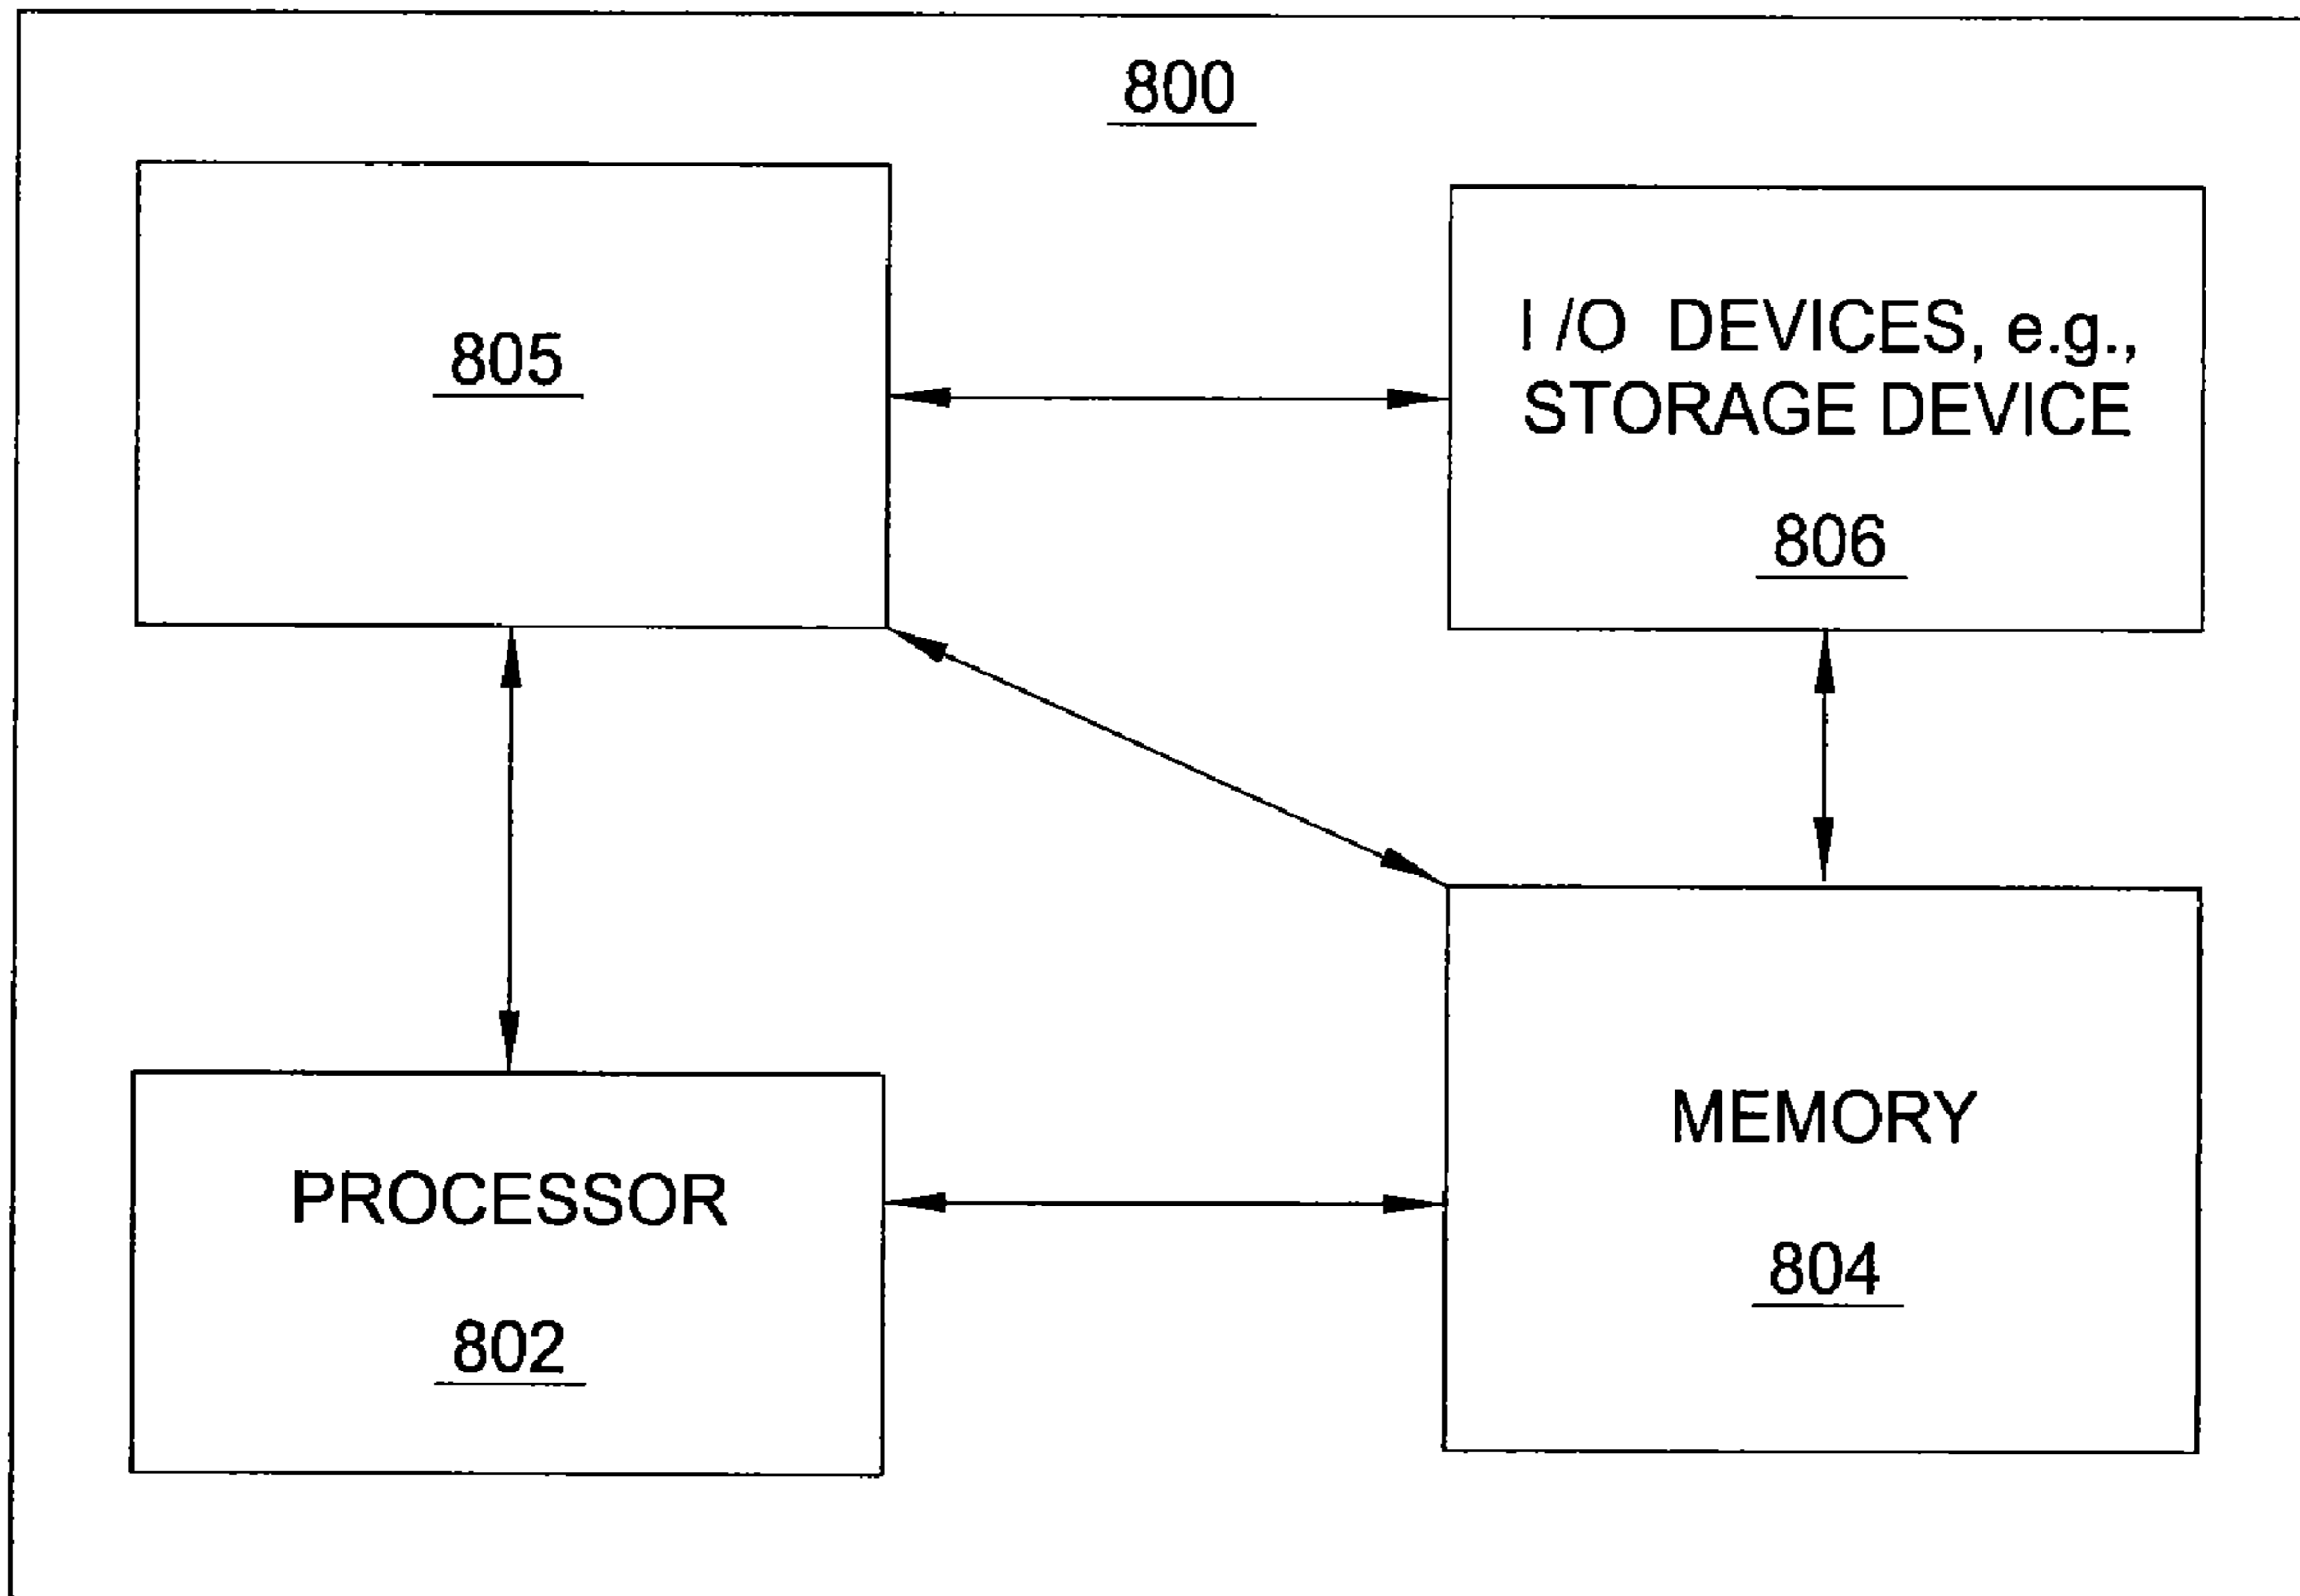 800
805
I /O DEVICES, e.g.,
STORAGE DEVICE
806
PROCESSOR
802
MEMORY
804